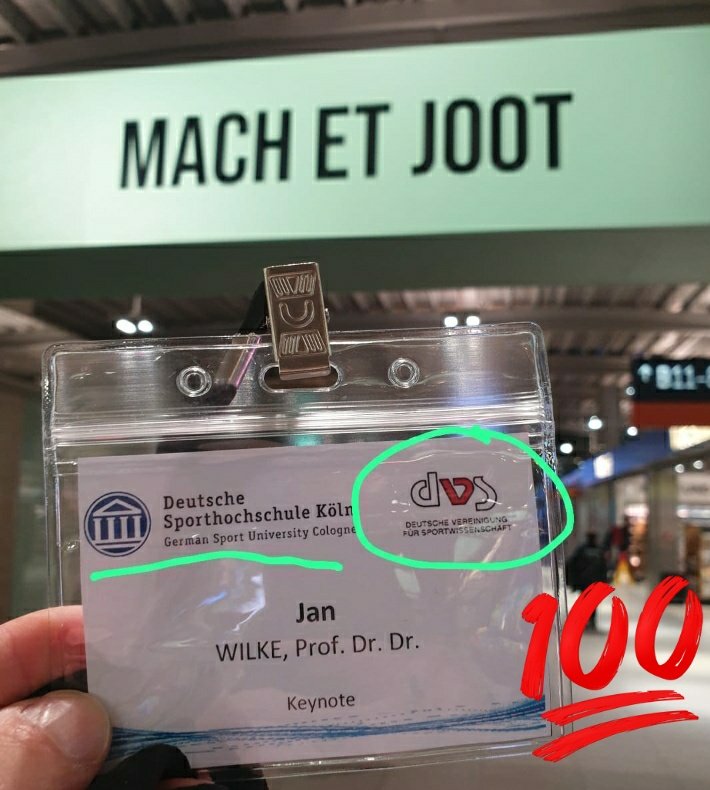 MACH ET JOOT
Deutsche
Sporthochschule Köln
German Sport University Cologne
dvs
DEUTSCHE VEREINIGUNG
FÜR SPORTWISSENSCHAFT
Jan
WILKE, Prof. Dr. Dr.
Keynote
100